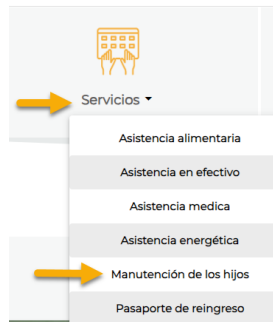 Servicios
Asistencia alimentaria
Asistencia en efectivo
Asistencia medica
Asistencia energética
Manutención de los hijos
Pasaporte de reingreso